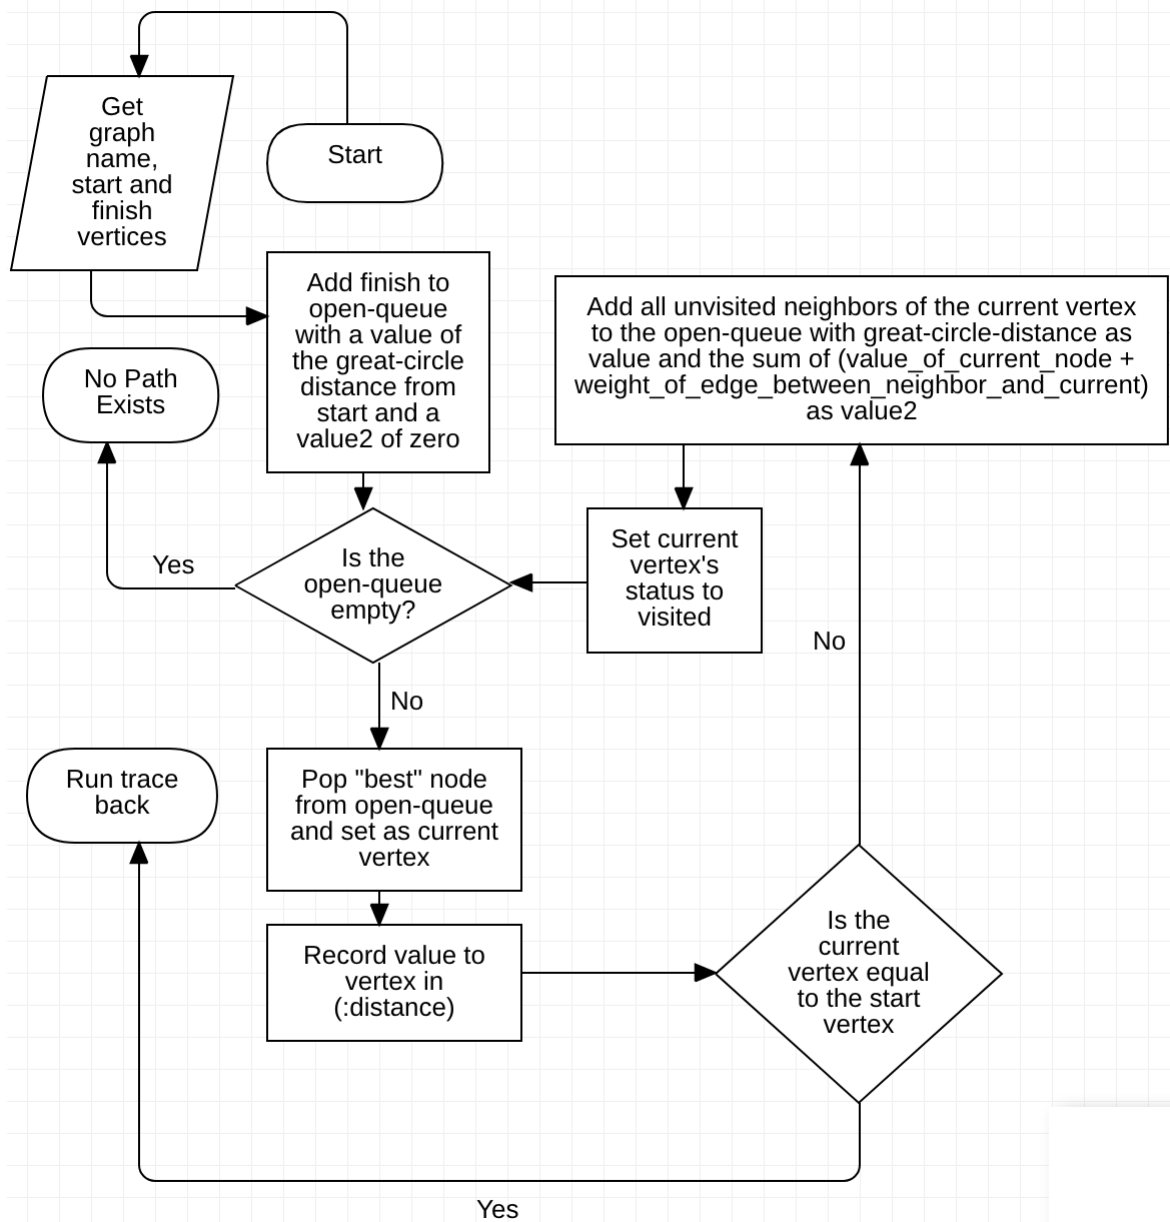 Start
Get
graph
name,
start and
finish
vertices
Add finish to
open-queue
with a value of
the great-circle
distance from
start and a
value2 of zero
Add all unvisited neighbors of the current vertex
to the open-queue with great-circle-distance as
value and the sum of (value_of_current_node +
weight_of_edge_between_neighbor_and_current)
as value2
No Path
Exists
Yes
Is the
open-queue
empty?
Set current
vertex's
status to
visited
No
No
Run trace
back
Pop "best" node
from open-queue
and set as current
vertex
Record value to
vertex in
(:distance)
Is the
current
vertex equal
to the start
vertex
Yes